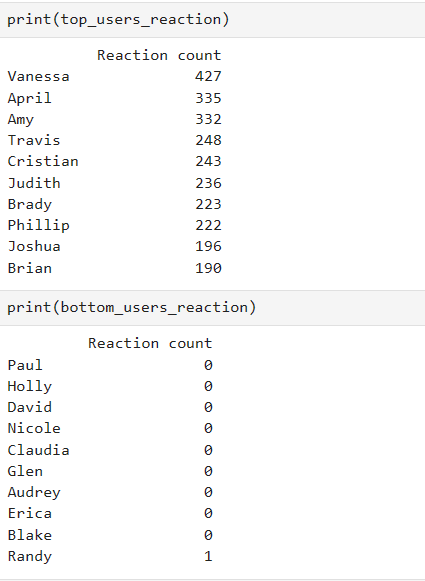 print(top_users_reaction)
Reaction count
Vanessa 427
April 335
Amy 332
Travis 248
Cristian 243
Judith 236
Brady 223
Phillip 222
Joshua 196
Brian 190
print(bottom_users_reaction)
Reaction count
Paul 0
Holly 0
David 0
Nicole 0
Claudia 0
Glen 0
Audrey 0
Erica 0
Blake 0
Randy 1